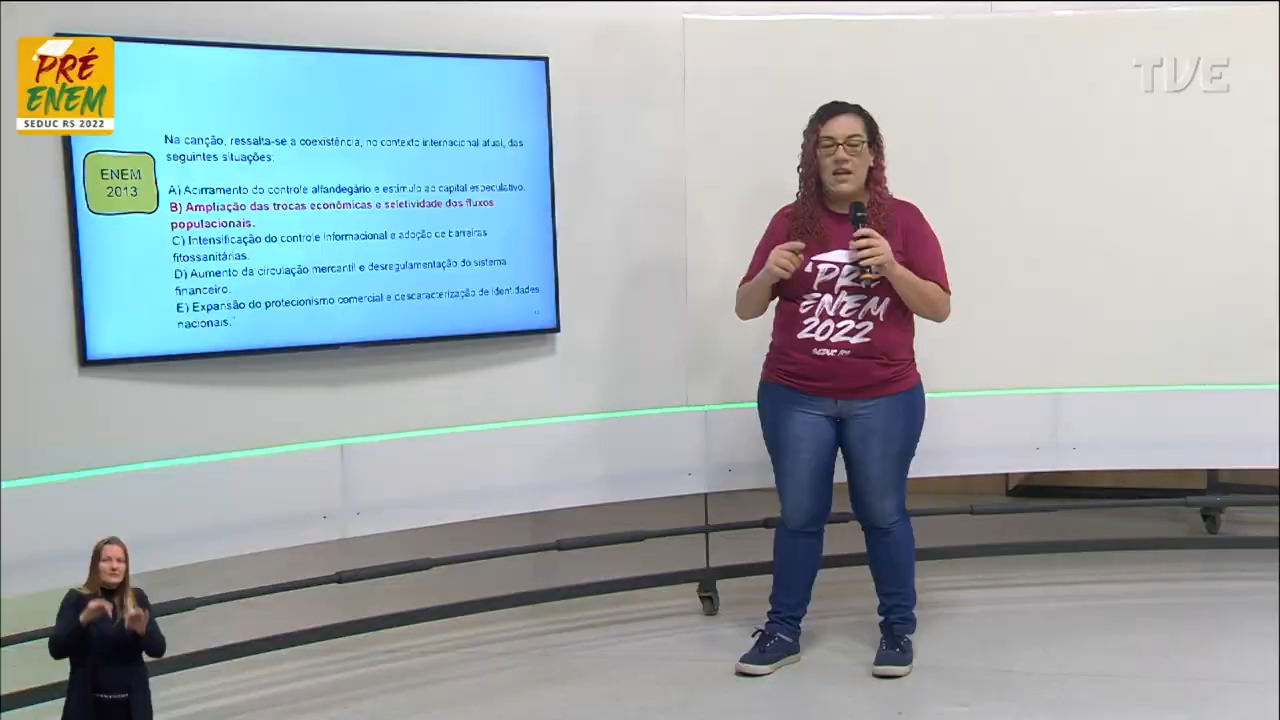 PRÉ
ENEM
SEDUC RS 2022
TVE
ENEM
2013
Na canção, ressalta-se a coexistência, no contexto internacional atual, das
seguintes situações:
A) Acirramento do controle alfandegário e estímulo ao capital especulativo.
B) Ampliação das trocas econômicas e seletividade dos fluxos
populacionais.
C) Intensificação do controle informacional e adoção de barreiras
fitossanitárias.
D) Aumento da circulação mercantil e desregulamentação do sistema
financeiro.
E) Expansão do protecionismo comercial e descaracterização de identidades
nacionais.
PRÉ
ENEM
2022
SEDUC RS